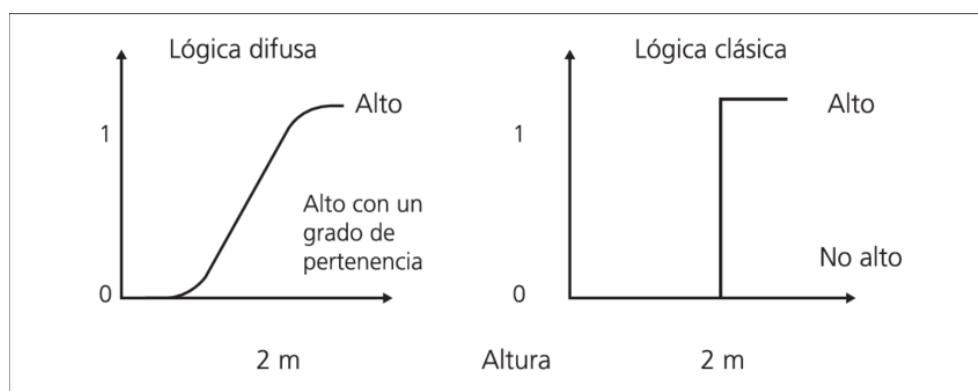 Lógica difusa
1
Alto
Alto con un
grado de
pertenencia
0
2 m
Altura
Lógica clásica
1
Alto
No alto
0
2 m